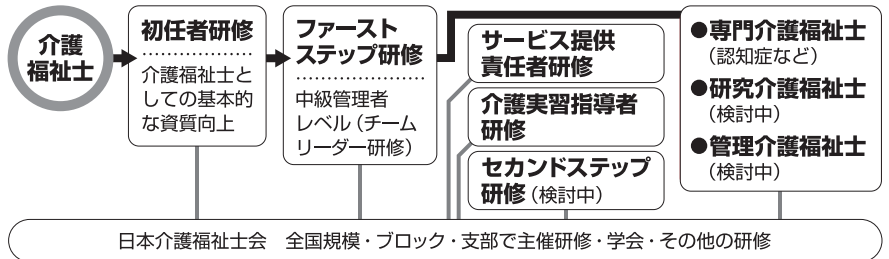 介護
福祉士
初任者研修
介護福祉士と
しての基本的
な資質向上
ファースト
ステップ研修
中級管理者
レベル（チーム
リーダー研修）
サービス提供
責任者研修
介護実習指導者
研修
セカンドステップ
研修（検討中）
●専門介護福祉士
（認知症など）
●研究介護福祉士
（検討中）
●管理介護福祉士
（検討中）
日本介護福祉士会　全国規模・ブロック・支部で主催研修・学会・その他の研修